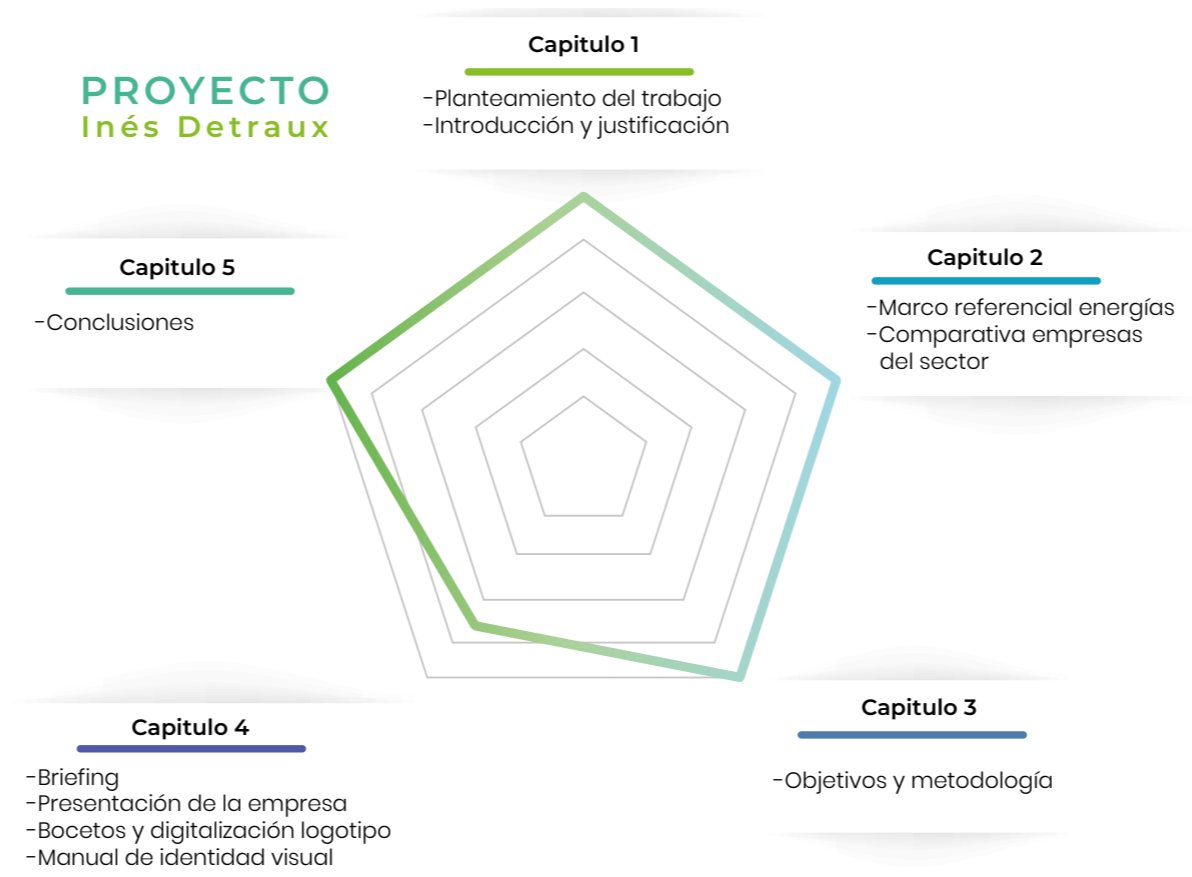 PROYECTO
Inés Detraux
Capitulo 1
-Planteamiento del trabajo
-Introducción y justificación
Capitulo 2
-Marco referencial energías
-Comparativa empresas
del sector
Capitulo 3
-Objetivos y metodología
Capitulo 4
-Briefing
-Presentación de la empresa
-Bocetos y digitalización logotipo
-Manual de identidad visual
Capitulo 5
-Conclusiones